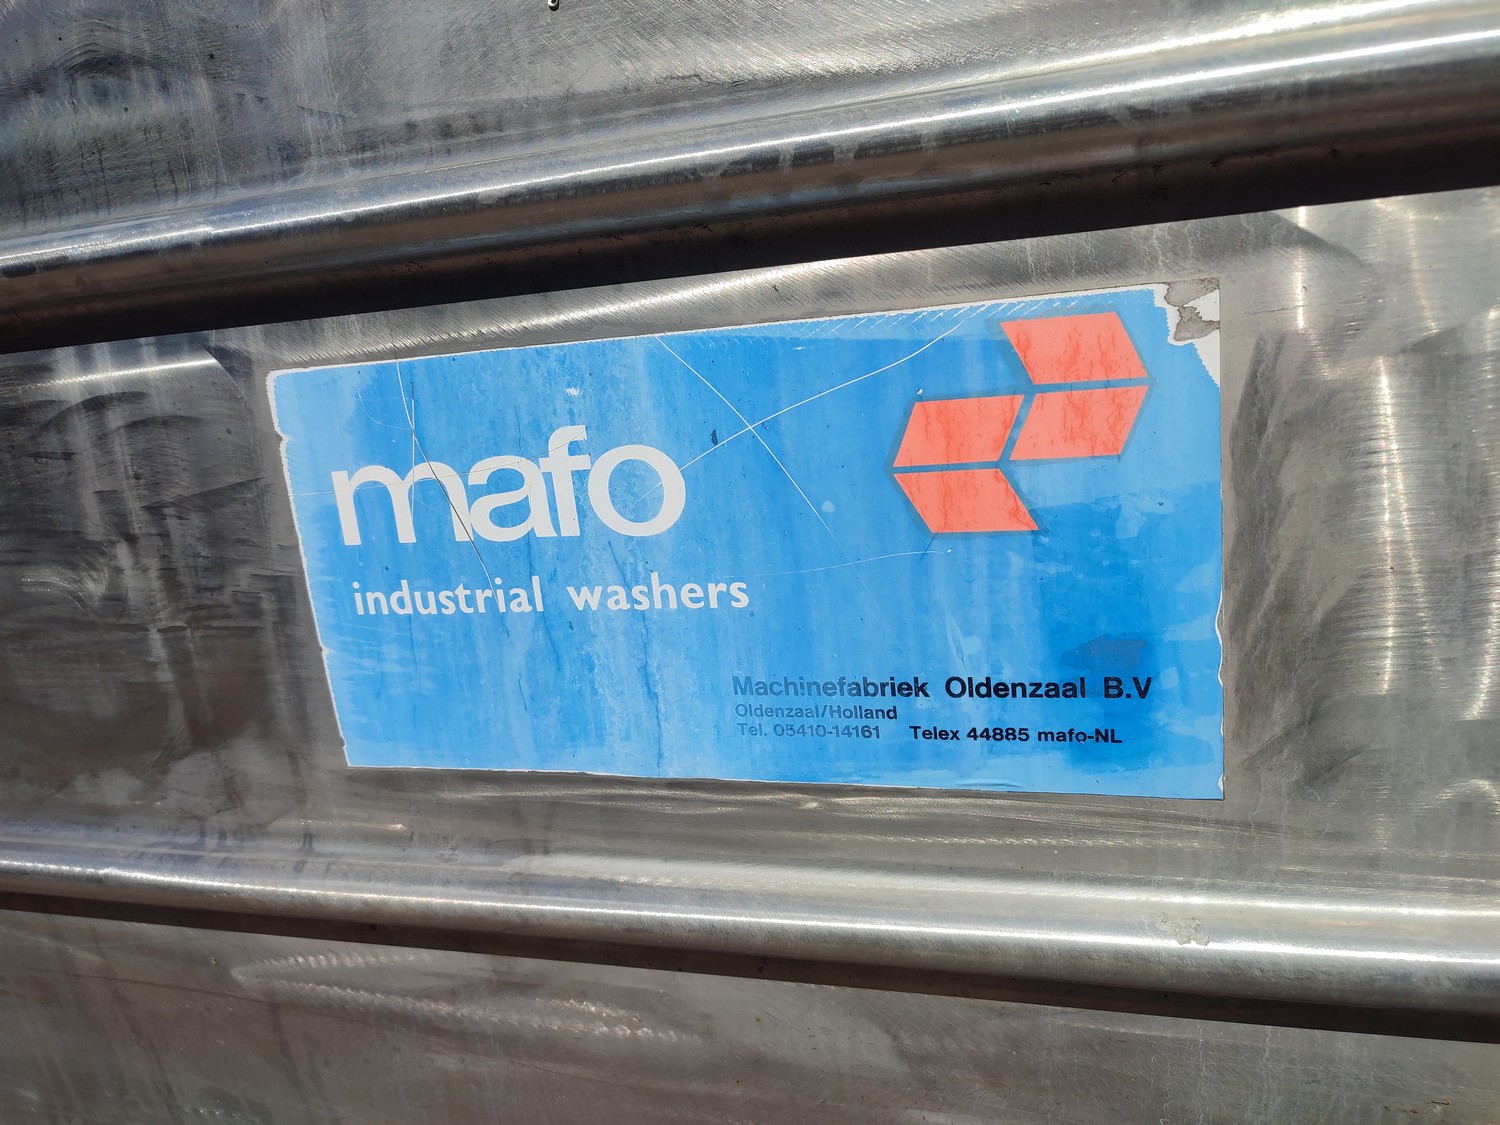 mafo
industrial washers
Machinefabriek Oldenzaal B.V
Oldenzaal/Holland
Tel. 05410-14161 Telex 44885 mafo-NL